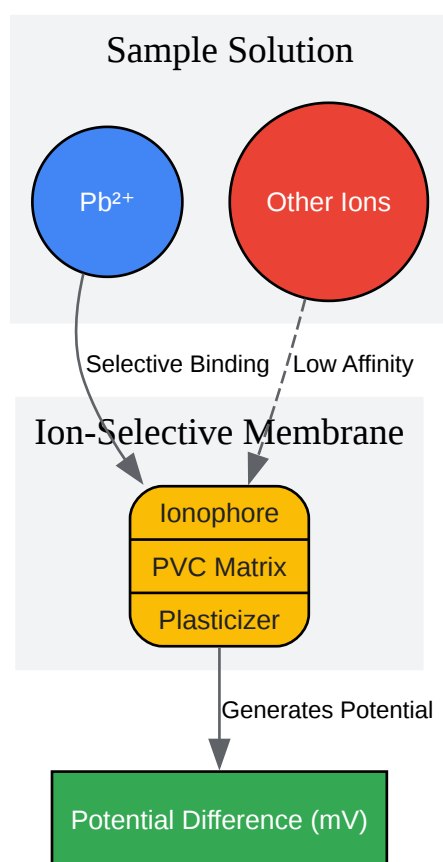 Sample Solution
Pb²⁺
Other Ions
Selective Binding
Low Affinity
Ion-Selective Membrane
Ionophore
PVC Matrix
Plasticizer
Generates Potential
Potential Difference (mV)